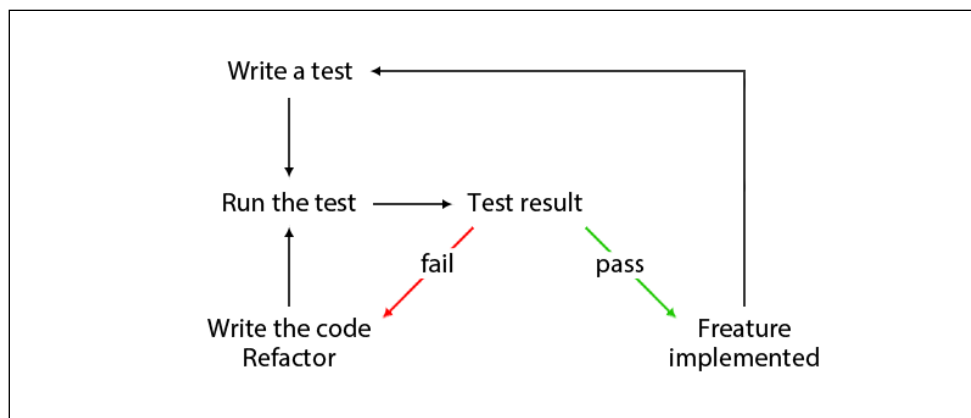 Write a test
Run the test
Test result
fail
pass
Write the code
Refactor
Freature
implemented